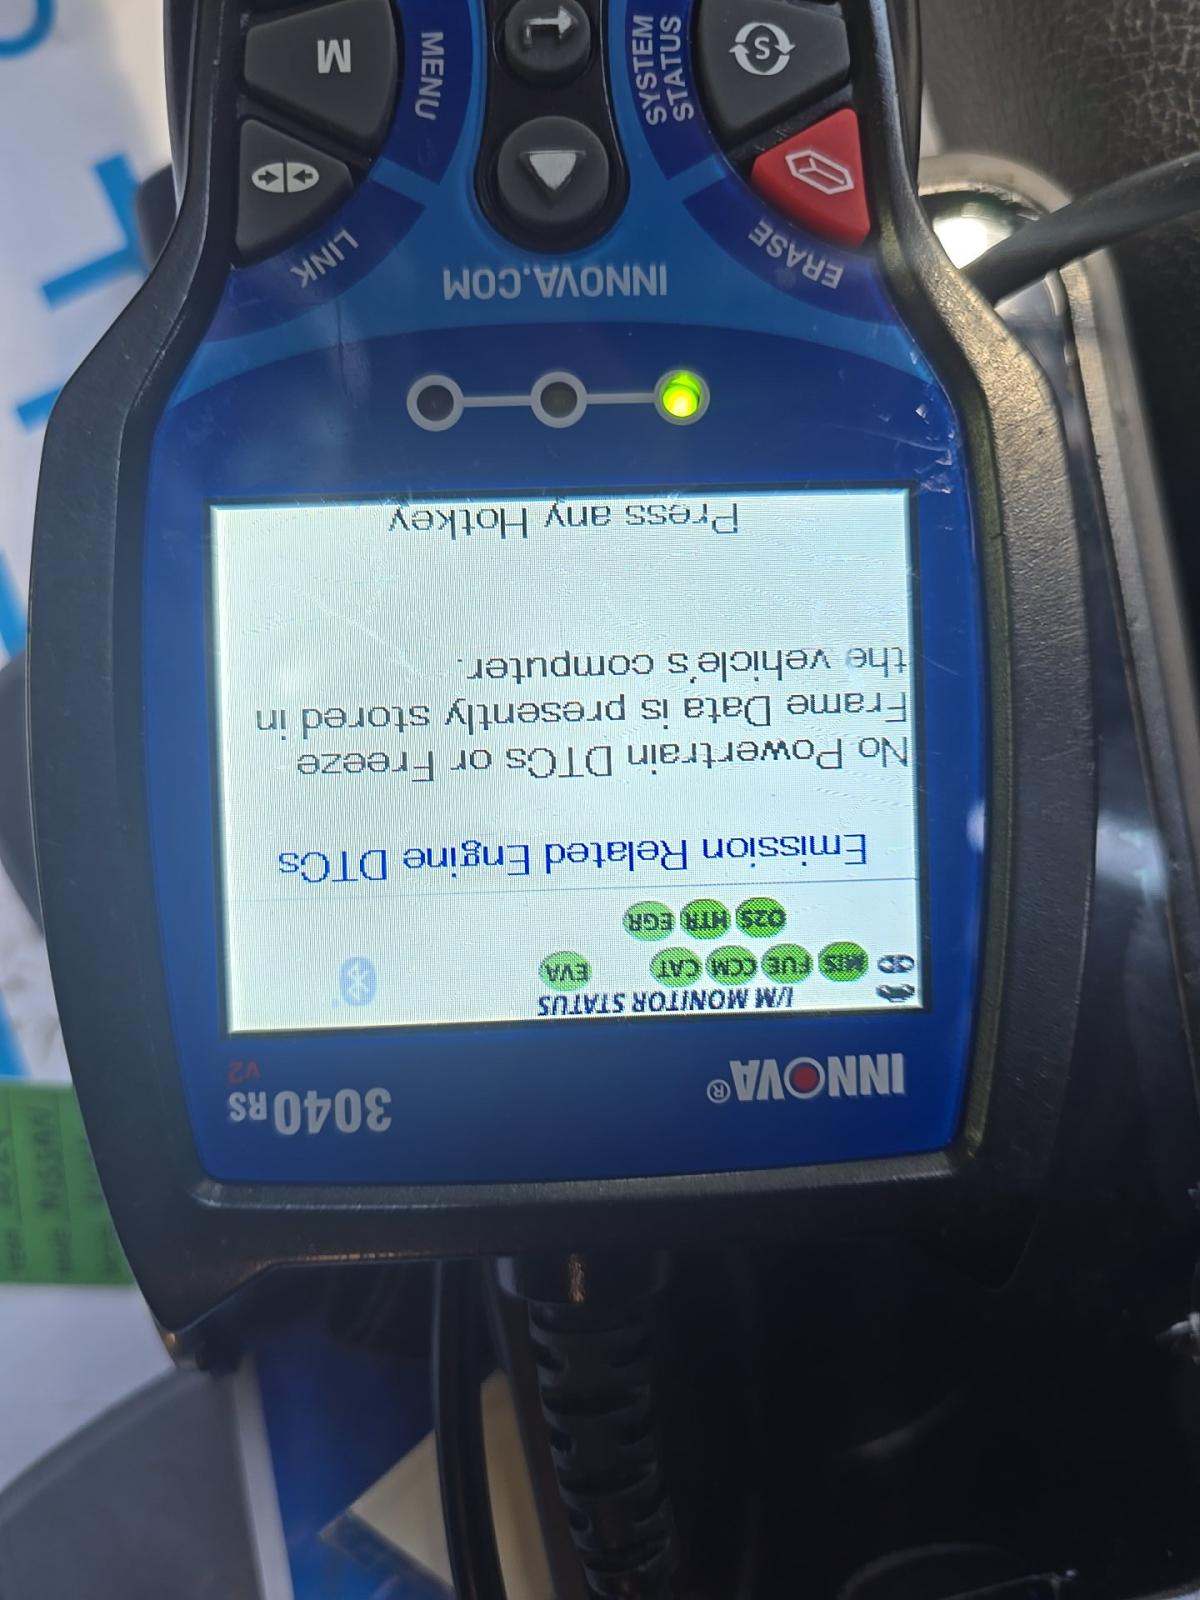 INNOVA®
3040RS
v2
I/M MONITOR STATUS
MIS FUE CCM CAT EVA
O2S HTR EGR
Emission Related Engine DTCs
No Powertrain DTCs or Freeze
Frame Data is presently stored in
the vehicle's computer.
Press any Hotkey
INNOVA.COM
ERASE
LINK
SYSTEM
STATUS
MENU
S
M
NISSAN